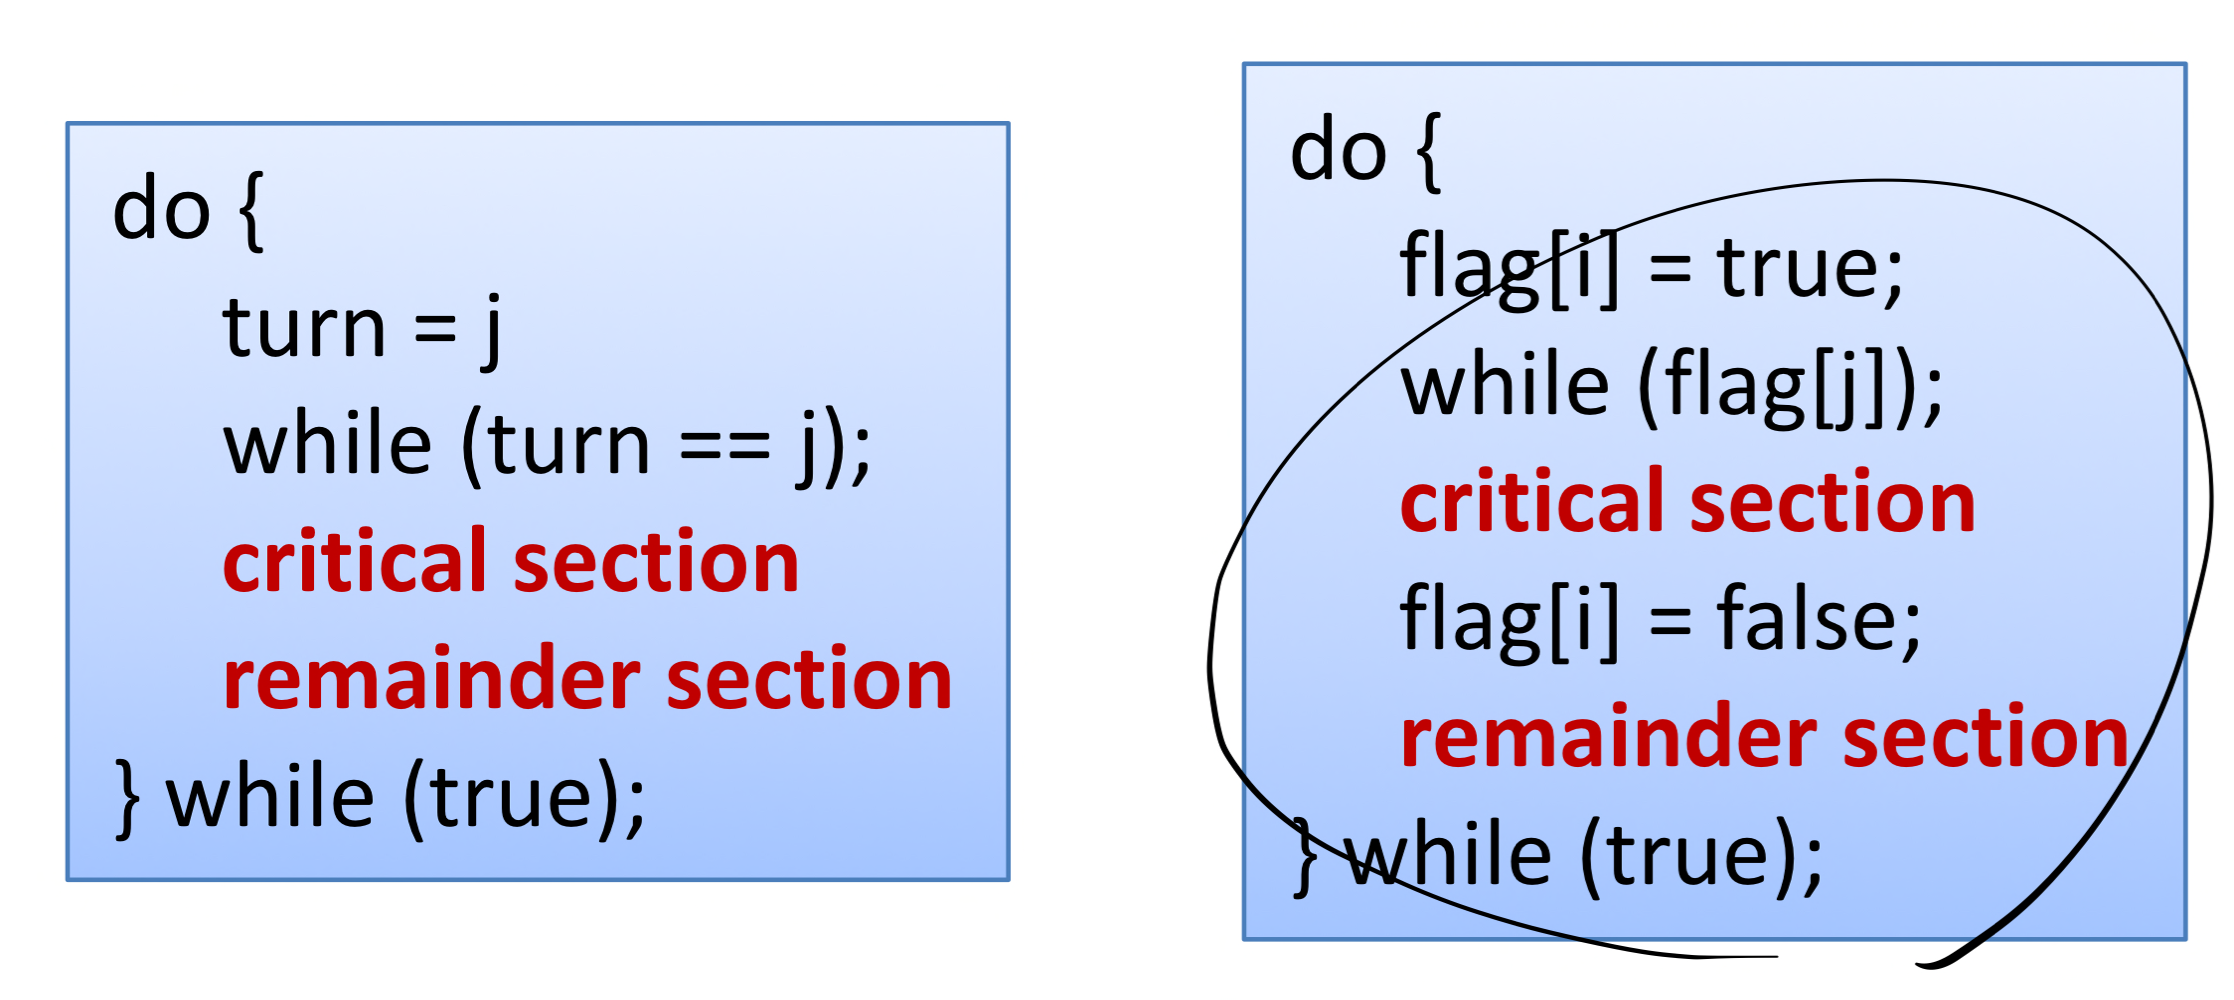 do {
turn = j
while (turn == j);
critical section
remainder section
} while (true);
do {
flag[i] = true;
while (flag[j]);
critical section
flag[i] = false;
remainder section
} while (true);